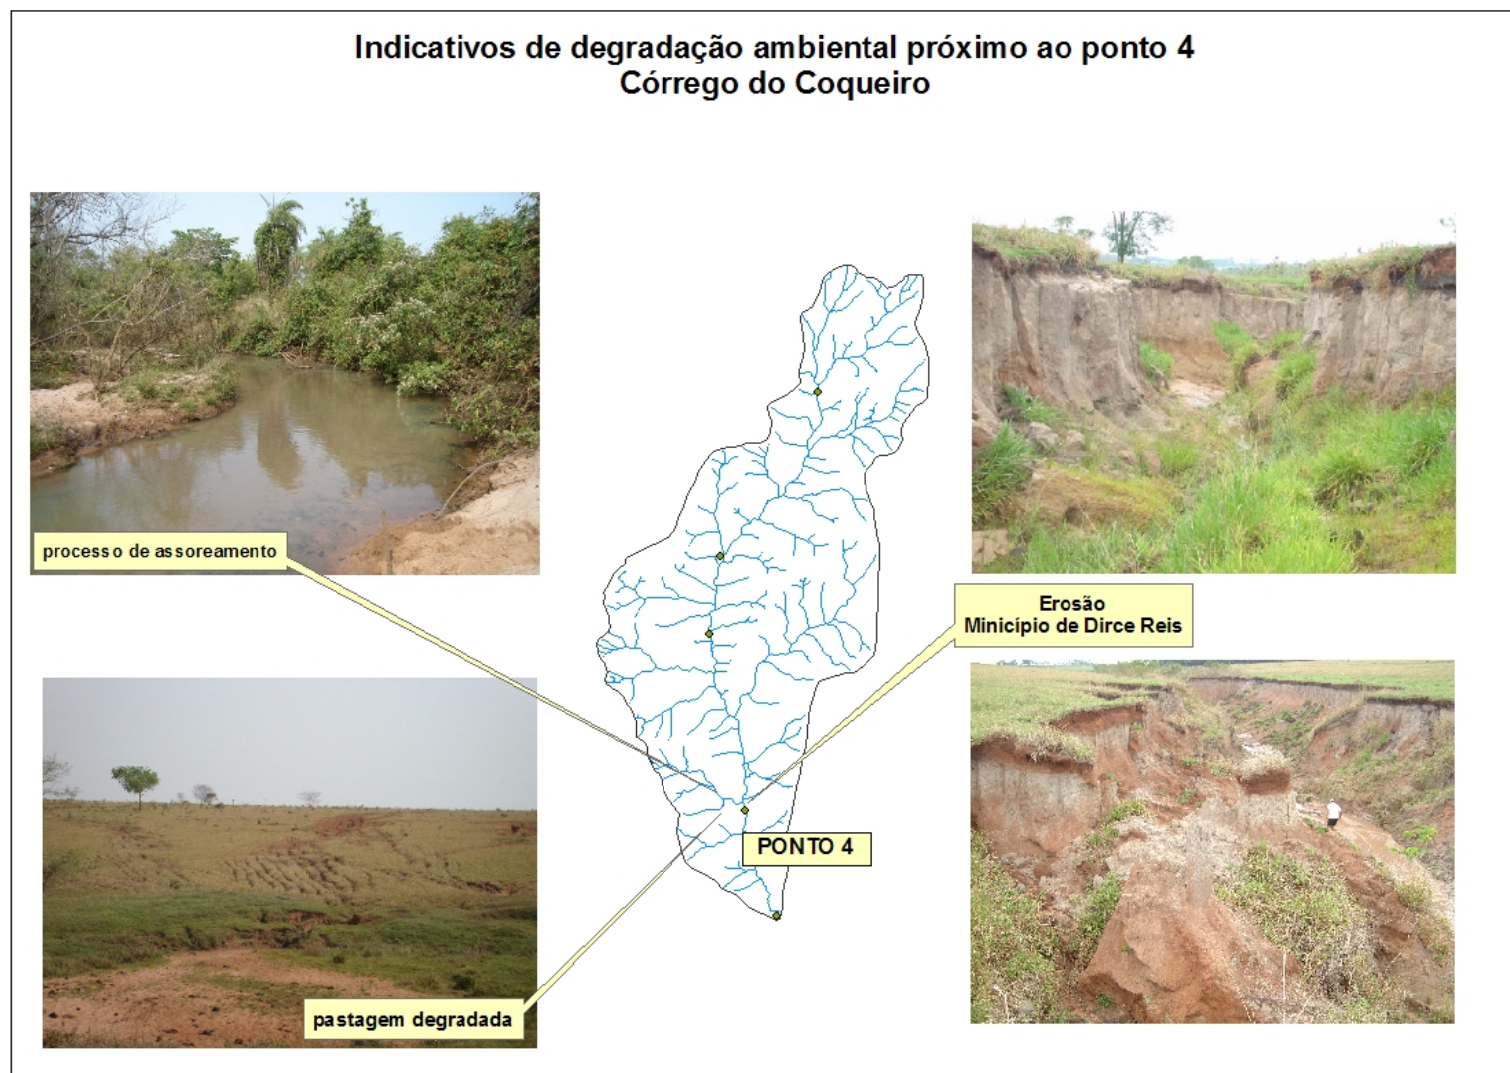 Indicativos de degradação ambiental próximo ao ponto 4
Córrego do Coqueiro
processo de assoreamento
Erosão
Minicípio de Dirce Reis
PONTO 4
pastagem degradada